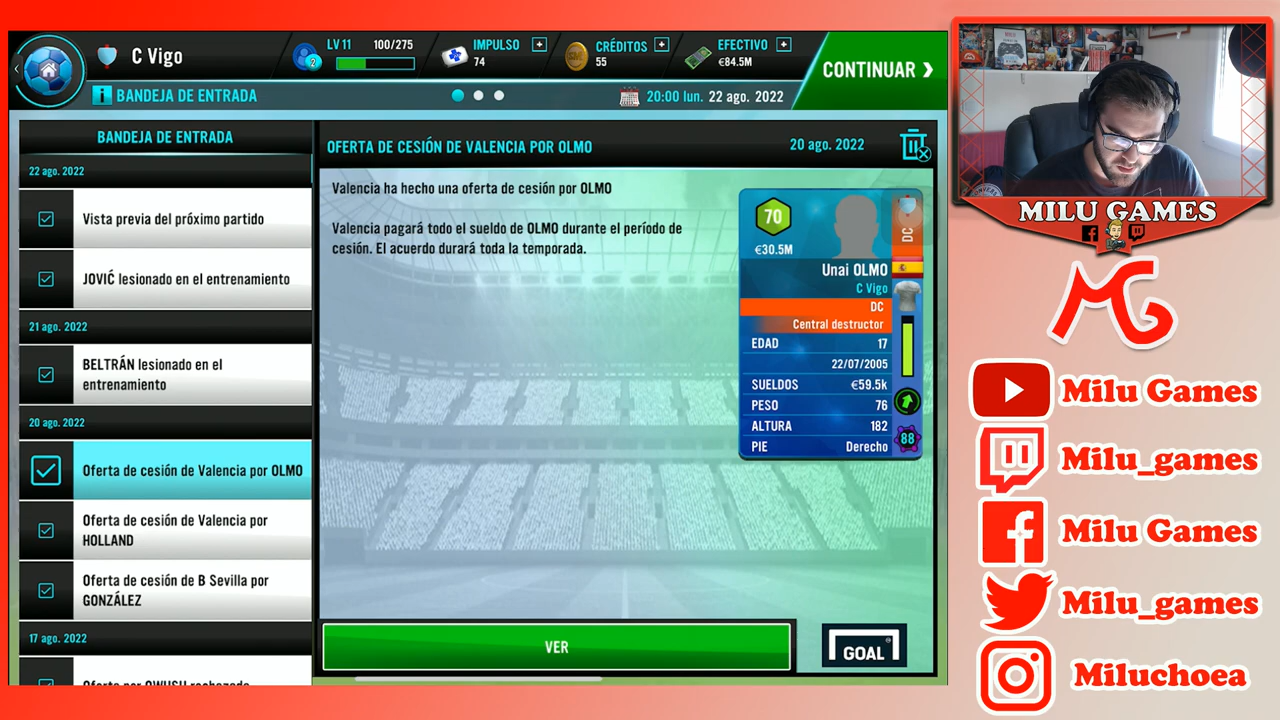 C Vigo
2
LV 11
100/275
IMPULSO
74
CRÉDITOS
55
EFECTIVO
€84.5M
CONTINUAR
BANDEJA DE ENTRADA
20:00 lun. 22 ago. 2022
BANDEJA DE ENTRADA
22 ago. 2022
Vista previa del próximo partido
JOVIĆ lesionado en el entrenamiento
21 ago. 2022
BELTRÁN lesionado en el
entrenamiento
20 ago. 2022
Oferta de cesión de Valencia por OLMO
Oferta de cesión de Valencia por
HOLLAND
Oferta de cesión de B Sevilla por
GONZÁLEZ
17 ago. 2022
OFERTA DE CESIÓN DE VALENCIA POR OLMO
20 ago. 2022
Valencia ha hecho una oferta de cesión por OLMO
Valencia pagará todo el sueldo de OLMO durante el período de
cesión. El acuerdo durará toda la temporada.
70
€30.5M
DC
Unai OLMO
C Vigo
DC
Central destructor
EDAD 17
22/07/2005
SUELDOS €59.5k
PESO 76
ALTURA 182
PIE Derecho
88
VER
GOAL
MILU GAMES
MG
Milu Games
Milu_games
Milu Games
Milu_games
Miluchoea